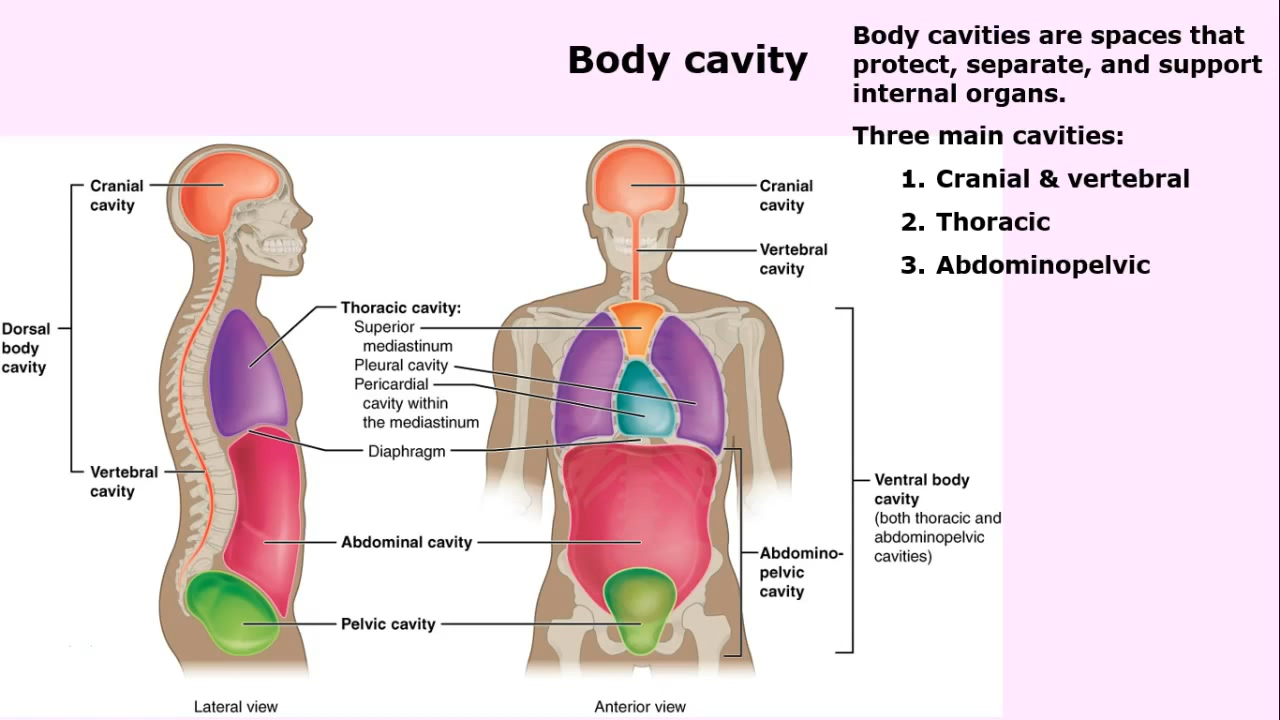 Body cavity
Body cavities are spaces that
protect, separate, and support
internal organs.
Three main cavities:
1. Cranial & vertebral
2. Thoracic
3. Abdominopelvic
Dorsal
body
cavity
Cranial
cavity
Vertebral
cavity
Thoracic cavity:
Superior
mediastinum
Pleural cavity
Pericardial
cavity within
the mediastinum
Diaphragm
Abdominal cavity
Pelvic cavity
Cranial
cavity
Vertebral
cavity
Abdomino-
pelvic
cavity
Ventral body
cavity
(both thoracic and
abdominopelvic
cavities)
Lateral view
Anterior view